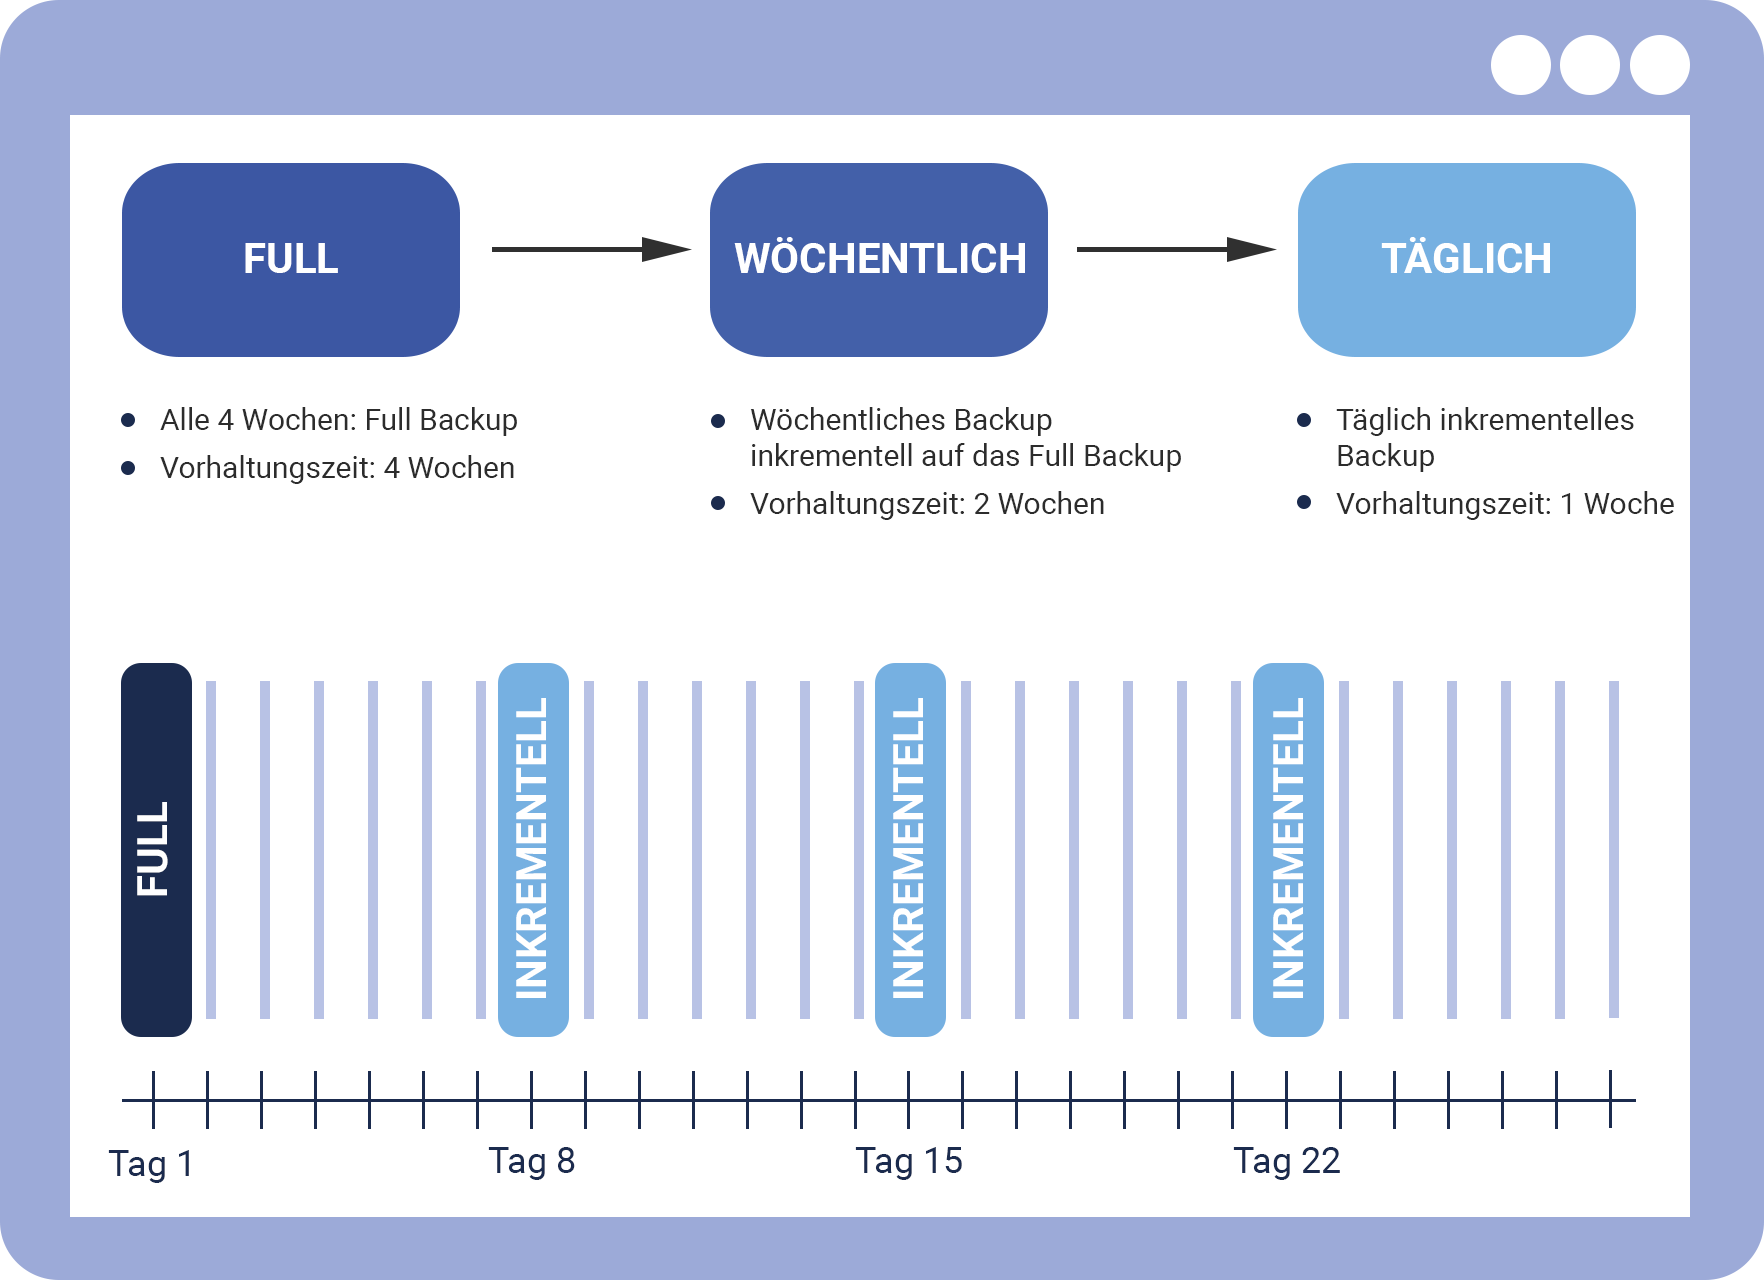 FULL
WÖCHENTLICH
TÄGLICH
Alle 4 Wochen: Full Backup
Vorhaltungszeit: 4 Wochen
Wöchentliches Backup
inkrementell auf das Full Backup
Vorhaltungszeit: 2 Wochen
Täglich inkrementelles
Backup
Vorhaltungszeit: 1 Woche
FULL
INKREMENTELL
INKREMENTELL
INKREMENTELL
Tag 1
Tag 8
Tag 15
Tag 22